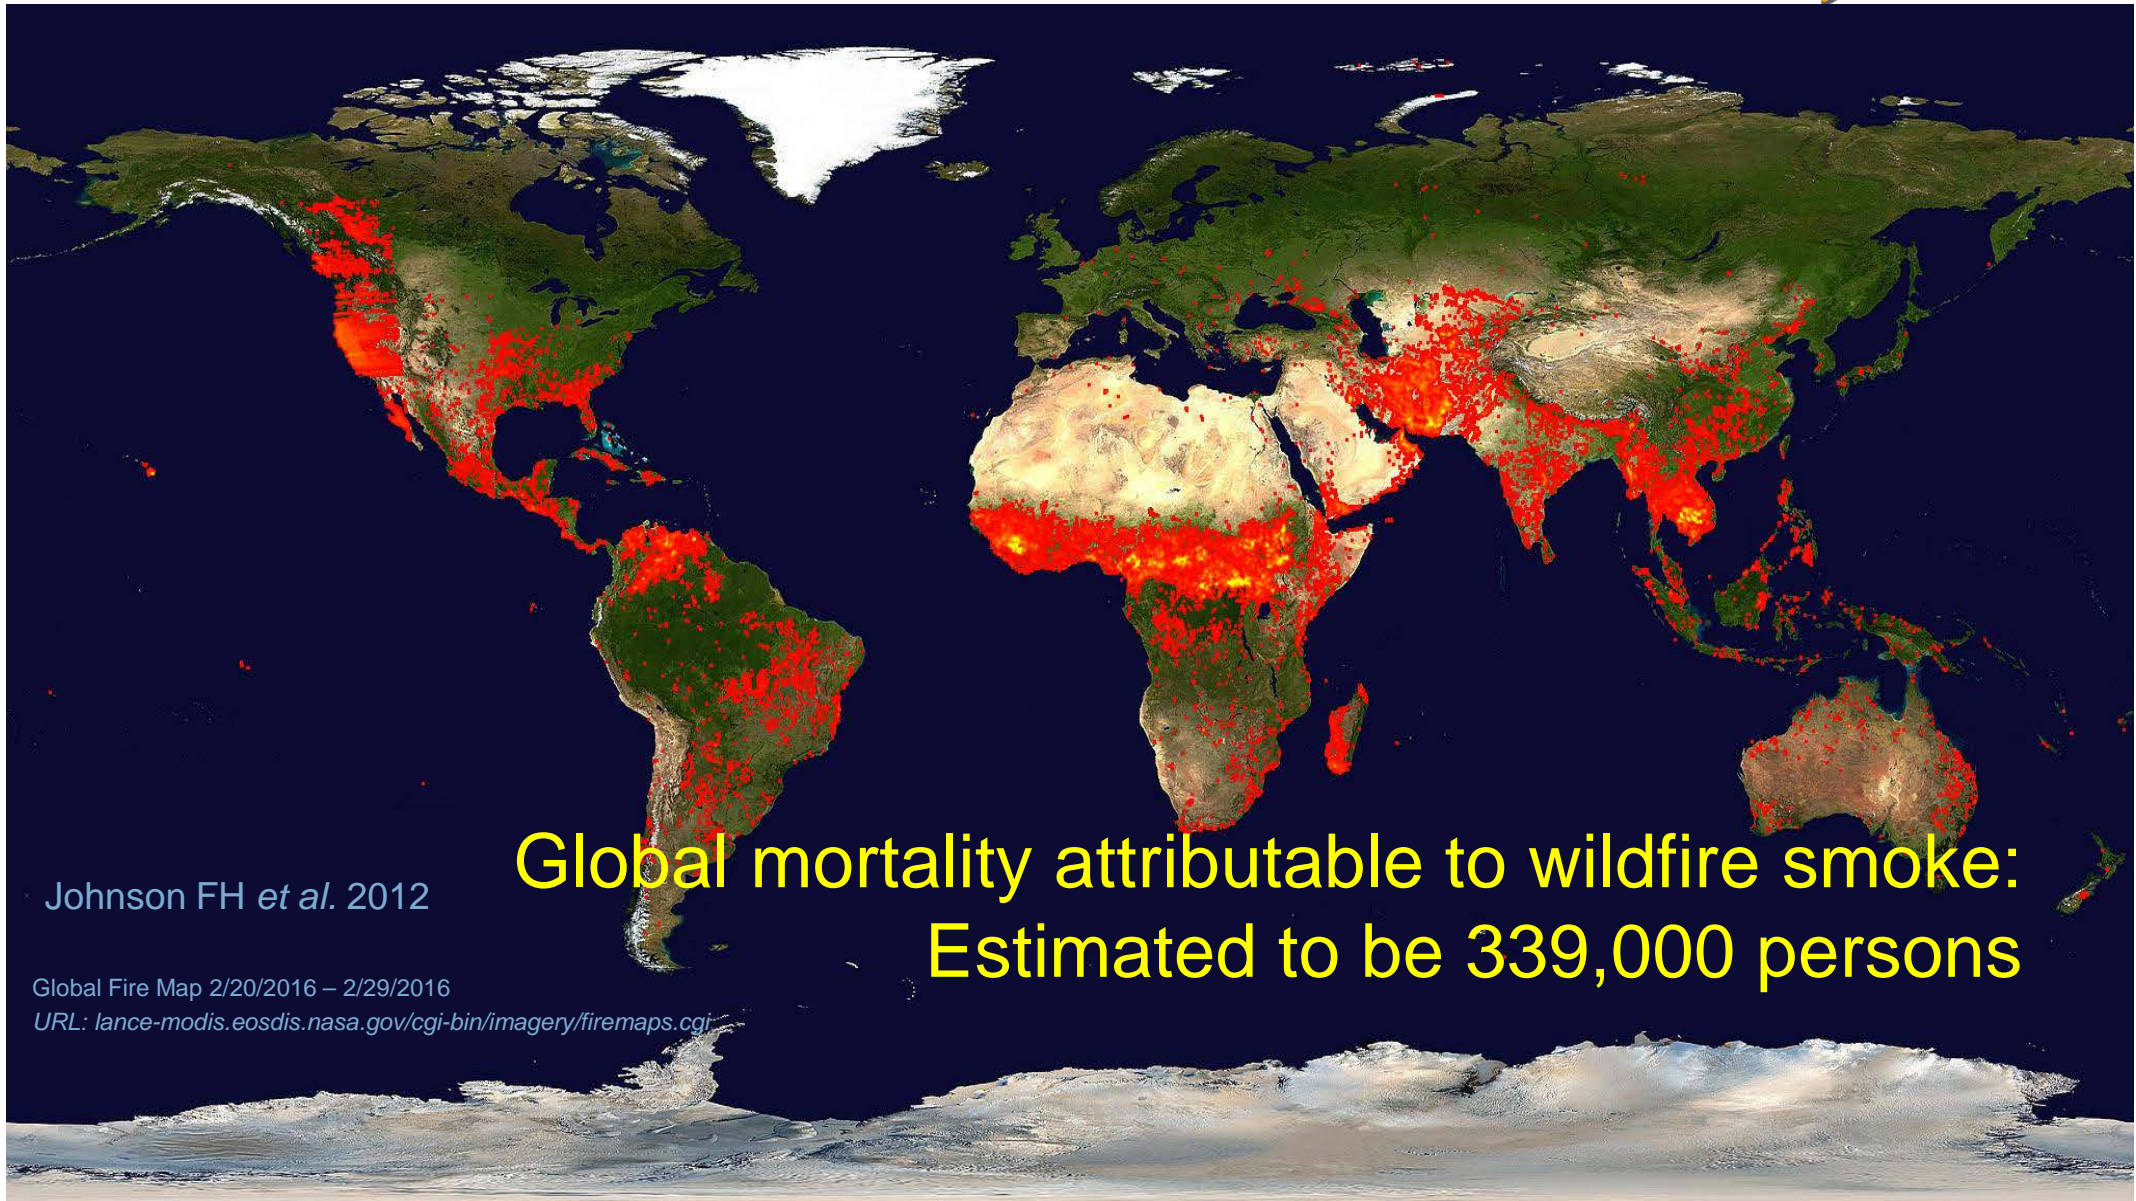 Global mortality attributable to wildfire smoke:
Estimated to be 339,000 persons
Johnson FH et al. 2012
Global Fire Map 2/20/2016 – 2/29/2016
URL: lance-modis.eosdis.nasa.gov/cgi-bin/imagery/firemaps.cgi